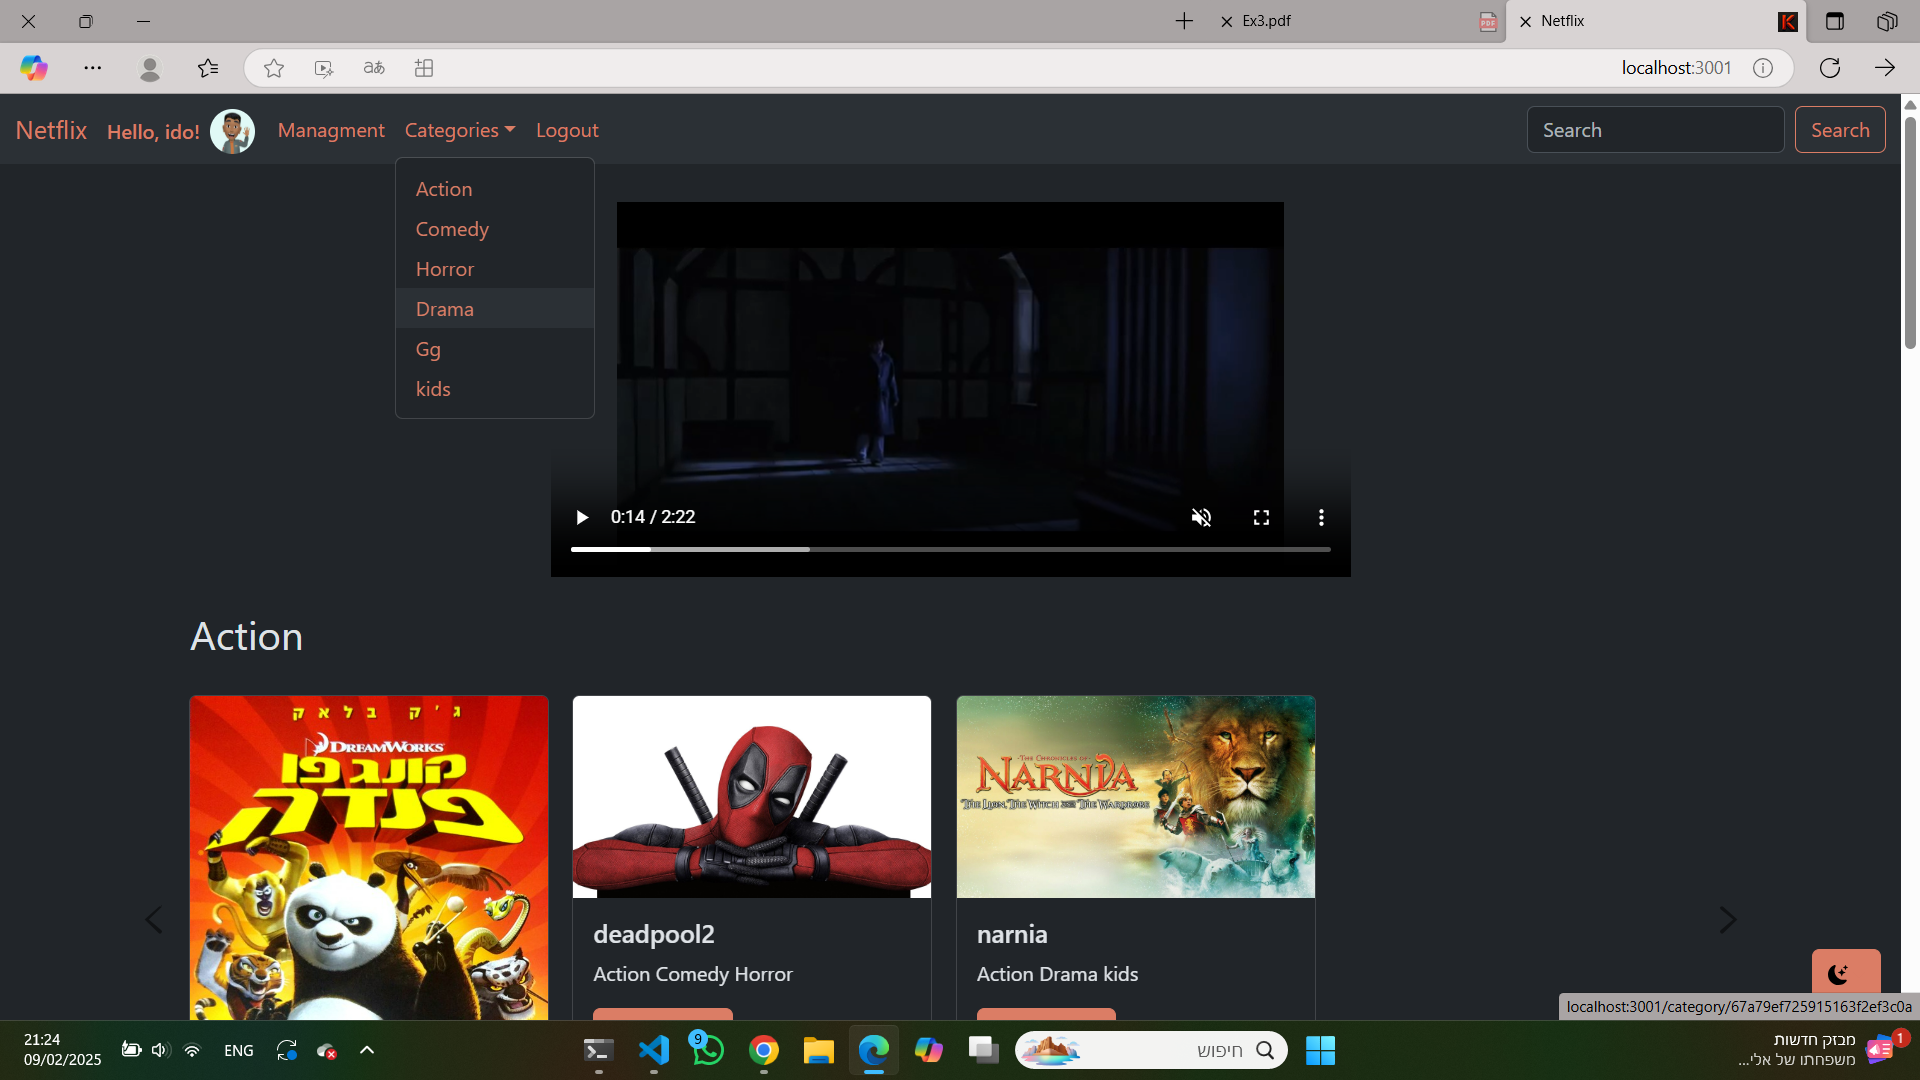 Ex3.pdf
PDF
Netflix
K
aあ
localhost:3001
Netflix
Hello, ido!
Managment
Categories
Logout
Search
Search
Action
Comedy
Horror
Drama
Gg
kids
0:14 / 2:22
Action
ג'ק בלאק
DREAMWORKS
קונג פו
פנדה
THE CHRONICLES OF
NARNIA
THE LION, THE WITCH AND THE WARDROBE
deadpool2
Action Comedy Horror
narnia
Action Drama kids
localhost:3001/category/67a79ef725915163f2ef3c0a
21:24
09/02/2025
ENG
9
חיפוש
מבזק חדשות
משפחתו של אלי...
1